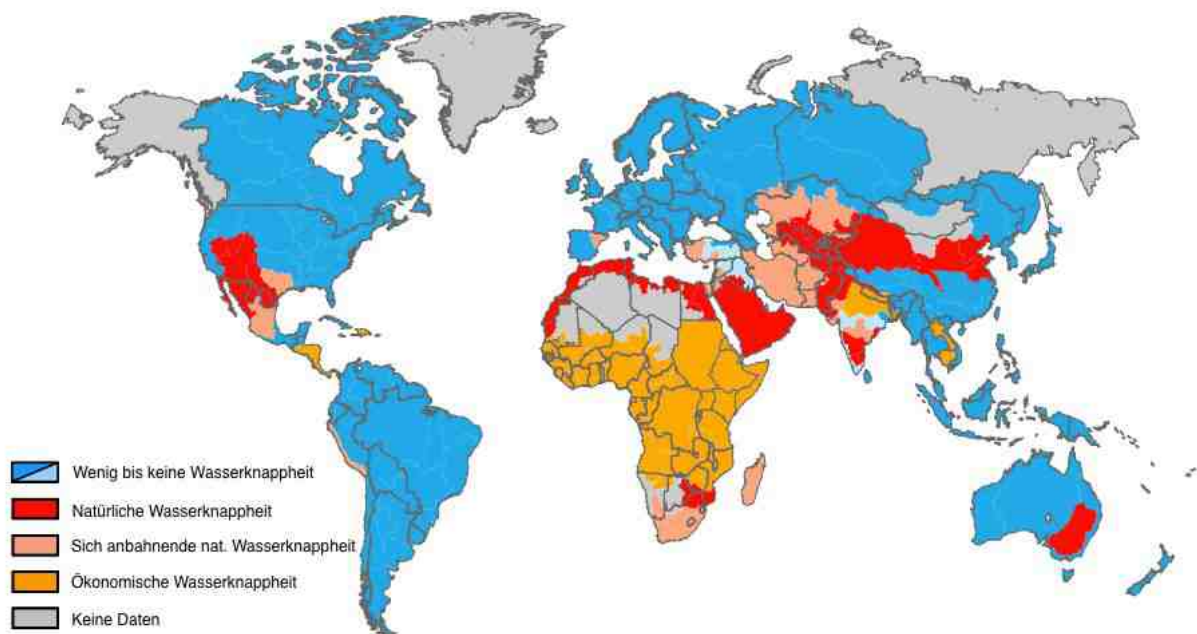 Wenig bis keine Wasserknappheit
Natürliche Wasserknappheit
Sich anbahnende nat. Wasserknappheit
Ökonomische Wasserknappheit
Keine Daten